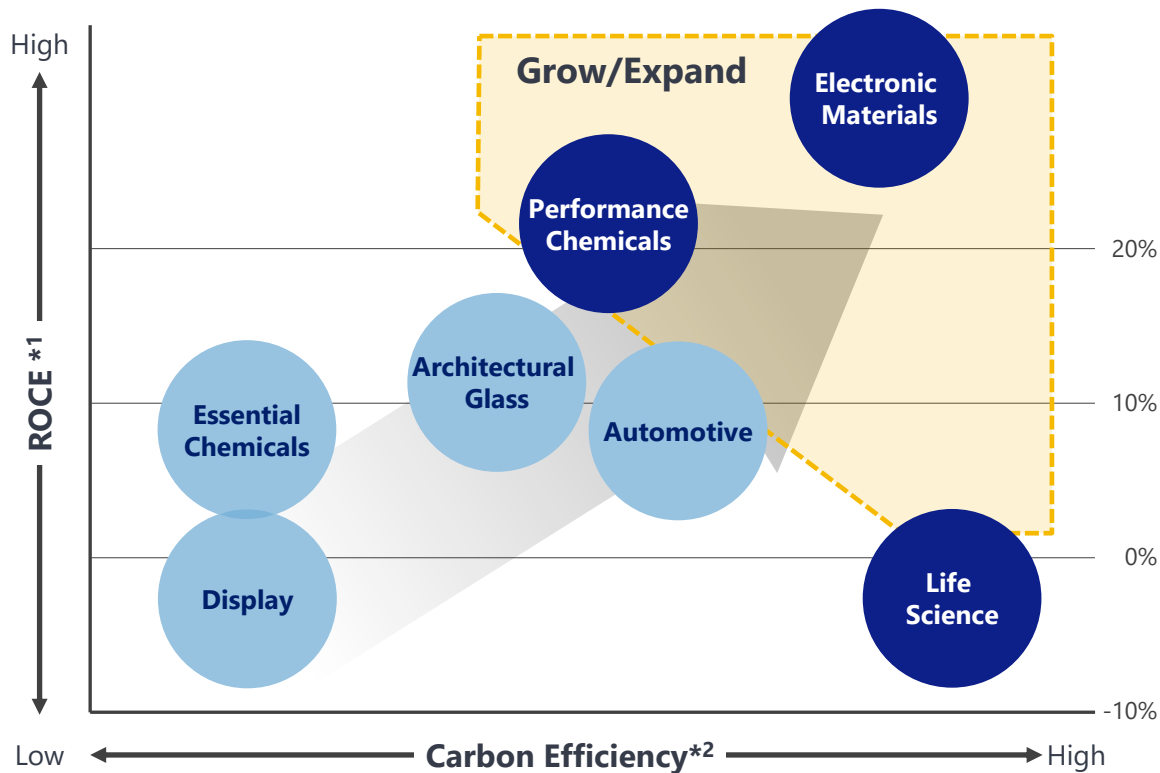 High
Grow/Expand
Electronic
Materials
Performance
Chemicals
20%
Architectural
Glass
ROCE *1
10%
Essential
Chemicals
Automotive
0%
Display
Life
Science
-10%
Low
Carbon Efficiency*2
High